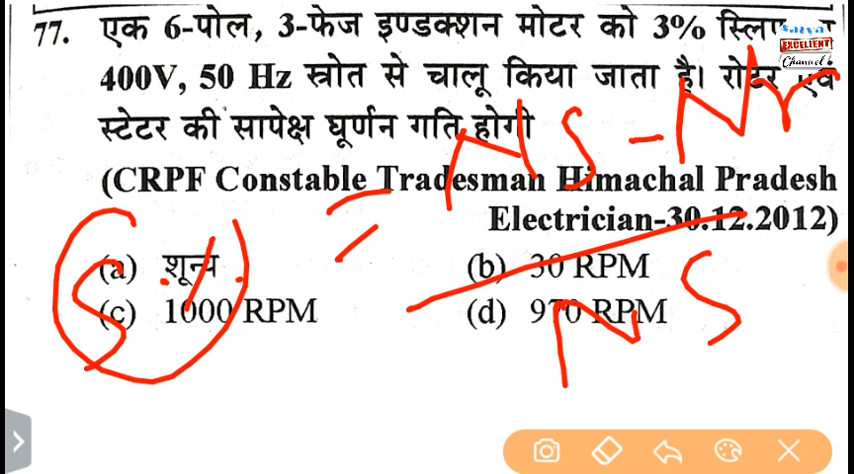 77. एक 6-पोल, 3-फेज इण्डक्शन मोटर को 3%
400V, 50 Hz स्रोत से चालू किया जाता है। रोटर एवं
स्टेटर की सापेक्ष घूर्णन गति होगी
(CRPF Constable Tradesman Himachal Pradesh
Electrician-30.12.2012)
(a) शून्य (b) 30 RPM
(c) 1000 RPM (d) 970 RPM
S% = NS - Nr
NS
EXCELLENT
Channel